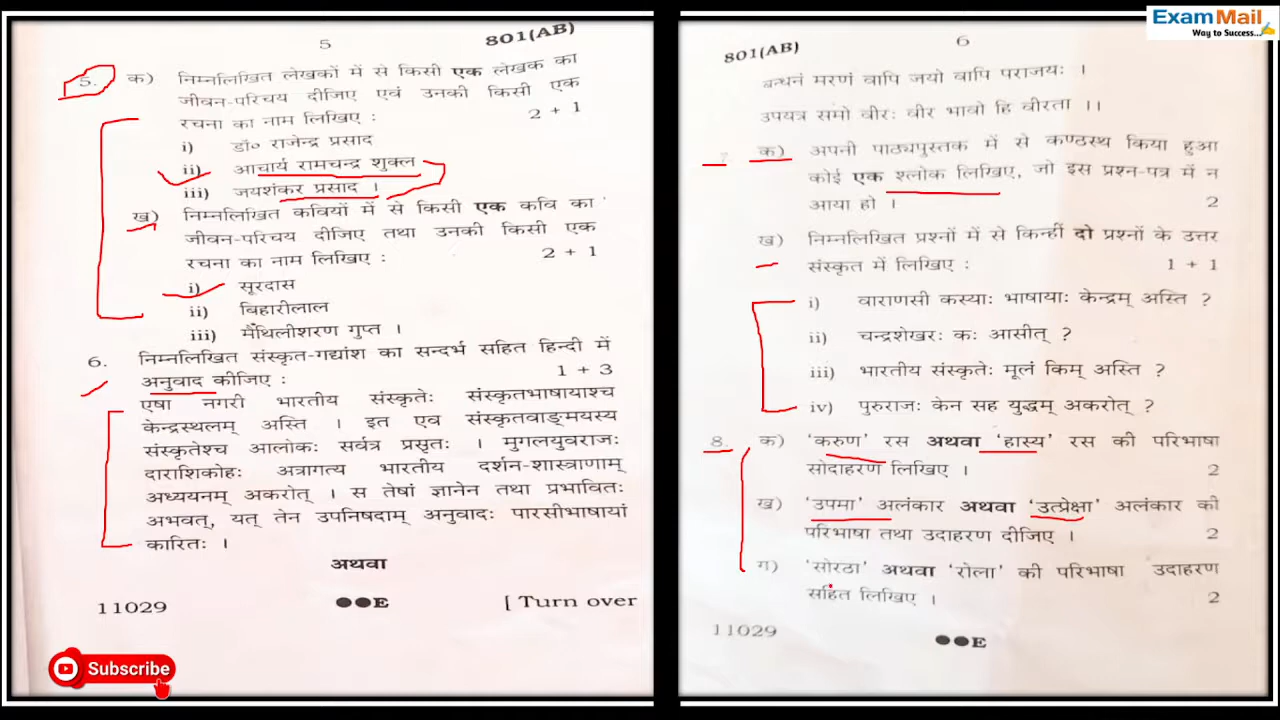 5
801(AB)
5. क) निम्नलिखित लेखकों में से किसी एक लेखक का
जीवन-परिचय दीजिए एवं उनकी किसी एक
रचना का नाम लिखिए : 2 + 1
i) डॉ० राजेन्द्र प्रसाद
ii) आचार्य रामचन्द्र शुक्ल
iii) जयशंकर प्रसाद ।
ख) निम्नलिखित कवियों में से किसी एक कवि का
जीवन-परिचय दीजिए तथा उनकी किसी एक
रचना का नाम लिखिए : 2 + 1
i) सूरदास
ii) बिहारीलाल
iii) मैथिलीशरण गुप्त ।
6. निम्नलिखित संस्कृत-गद्यांश का सन्दर्भ सहित हिन्दी में
अनुवाद कीजिए : 1 + 3
एषा नगरी भारतीय संस्कृतेः संस्कृतभाषायाश्च
केन्द्रस्थलम् अस्ति । इत एव संस्कृतवाङ्मयस्य
संस्कृतेश्च आलोकः सर्वत्र प्रसृतः । मुगलयुवराजः
दाराशिकोहः अत्रागत्य भारतीय दर्शन-शास्त्राणाम्
अध्ययनम् अकरोत् । स तेषां ज्ञानेन तथा प्रभावितः
अभवत्, यत् तेन उपनिषदाम् अनुवादः पारसीभाषायां
कारितः ।
अथवा
11029 ●●E [ Turn over
Subscribe
ExamMail
Way to Success...
801(AB)
6
बन्धनं मरणं वापि जयो वापि पराजयः ।
उपयत्र समो वीरः वीर भावो हि वीरता ।।
7. क) अपनी पाठ्यपुस्तक में से कण्ठस्थ किया हुआ
कोई एक श्लोक लिखिए, जो इस प्रश्न-पत्र में न
आया हो । 2
ख) निम्नलिखित प्रश्नों में से किन्हीं दो प्रश्नों के उत्तर
संस्कृत में लिखिए : 1 + 1
i) वाराणसी कस्याः भाषायाः केन्द्रम् अस्ति ?
ii) चन्द्रशेखरः कः आसीत् ?
iii) भारतीय संस्कृतेः मूलं किम् अस्ति ?
iv) पुरुराजः केन सह युद्धम् अकरोत् ?
8. क) 'करुण' रस अथवा 'हास्य' रस की परिभाषा
सोदाहरण लिखिए । 2
ख) 'उपमा' अलंकार अथवा 'उत्प्रेक्षा' अलंकार की
परिभाषा तथा उदाहरण दीजिए । 2
ग) 'सोरठा' अथवा 'रोला' की परिभाषा उदाहरण
सहित लिखिए । 2
11029 ●●E